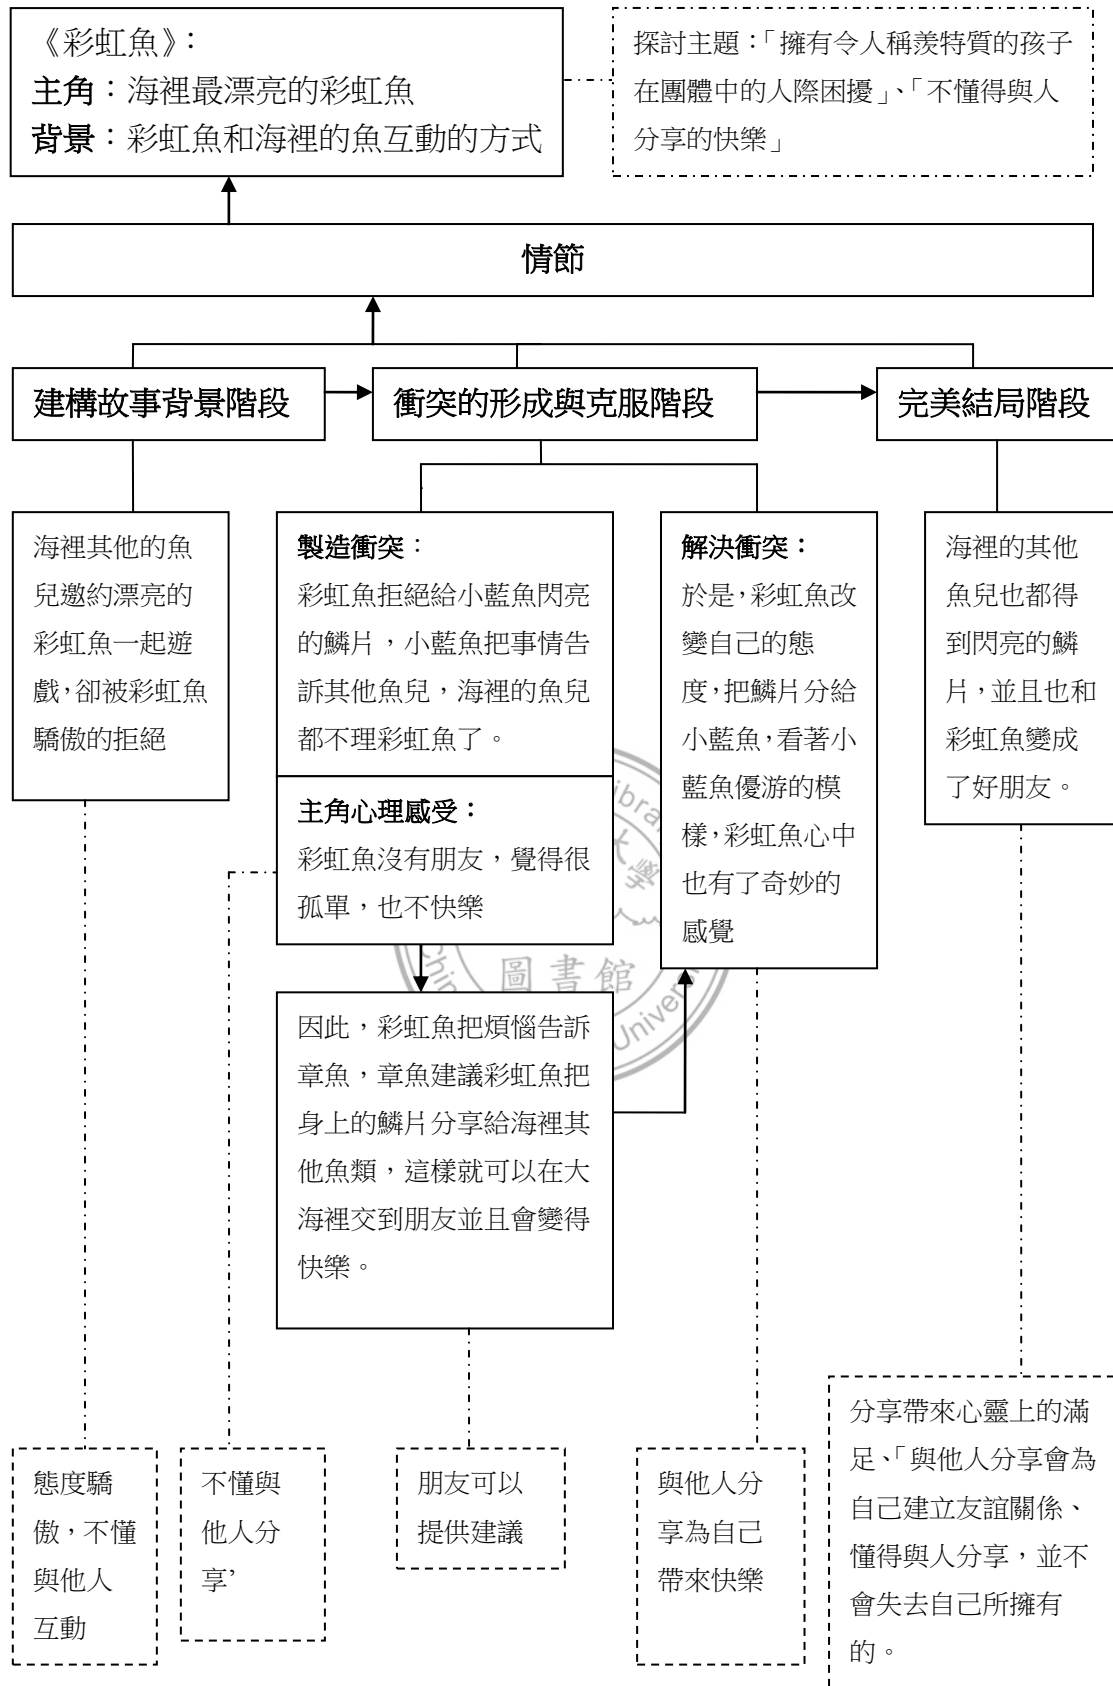 《彩虹魚》：
主角：海裡最漂亮的彩虹魚
背景：彩虹魚和海裡的魚互動的方式
探討主題：「擁有令人稱羨特質的孩子
在團體中的人際困擾」、「不懂得與人
分享的快樂」
情節
建構故事背景階段
衝突的形成與克服階段
完美結局階段
海裡其他的魚
兒邀約漂亮的
彩虹魚一起遊
戲，卻被彩虹魚
驕傲的拒絕
製造衝突：
彩虹魚拒絕給小藍魚閃亮
的鱗片，小藍魚把事情告
訴其他魚兒，海裡的魚兒
都不理彩虹魚了。
主角心理感受：
彩虹魚沒有朋友，覺得很
孤單，也不快樂
因此，彩虹魚把煩惱告訴
章魚，章魚建議彩虹魚把
身上的鱗片分享給海裡其
他魚類，這樣就可以在大
海裡交到朋友並且會變得
快樂。
解決衝突：
於是，彩虹魚改
變自己的態
度，把鱗片分給
小藍魚，看著小
藍魚優游的模
樣，彩虹魚心中
也有了奇妙的
感覺
海裡的其他
魚兒也都得
到閃亮的鱗
片，並且也和
彩虹魚變成
了好朋友。
圖書館
態度驕
傲，不懂
與他人
互動
不懂與
他人分
享’
朋友可以
提供建議
與他人分
享為自己
帶來快樂
分享帶來心靈上的滿
足、「與他人分享會為
自己建立友誼關係、
懂得與人分享，並不
會失去自己所擁有
的。